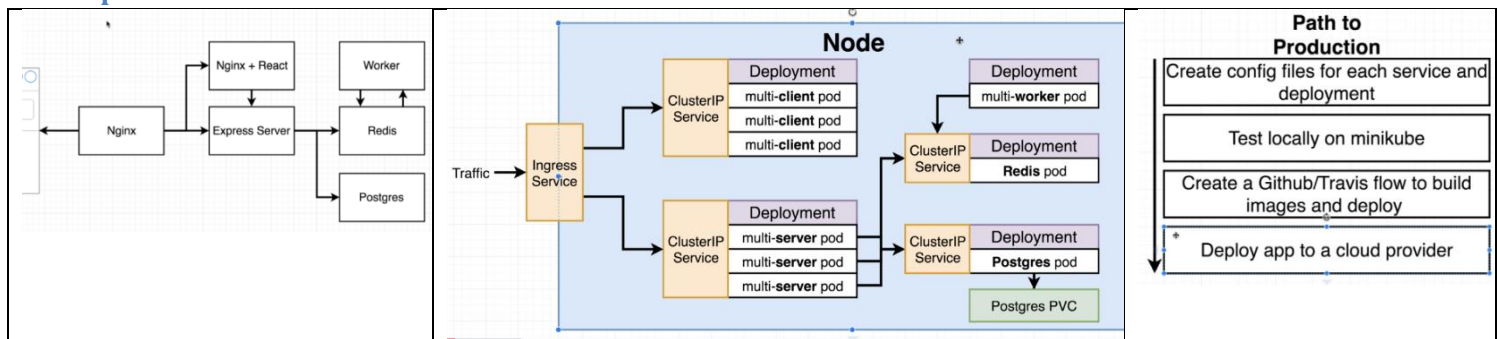 Nginx + React
Worker
Nginx
Express Server
Redis
Postgres
Node
Traffic
Ingress
Service
ClusterIP
Service
Deployment
multi-client pod
multi-client pod
multi-client pod
ClusterIP
Service
Deployment
multi-server pod
multi-server pod
multi-server pod
Deployment
multi-worker pod
ClusterIP
Service
Deployment
Redis pod
ClusterIP
Service
Deployment
Postgres pod
Postgres PVC
Path to
Production
Create config files for each service and
deployment
Test locally on minikube
Create a Github/Travis flow to build
images and deploy
Deploy app to a cloud provider